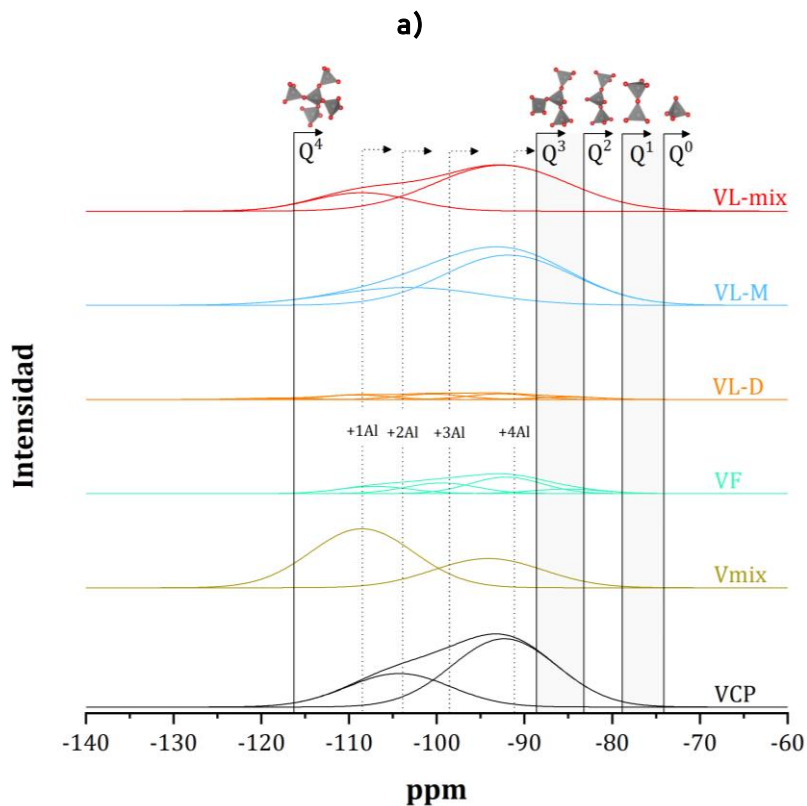 a)
Q⁴
Q³
Q²
Q¹
Q⁰
VL-mix
VL-M
VL-D
+1Al
+2Al
+3Al
+4Al
VF
Vmix
VCP
Intensidad
-140
-130
-120
-110
-100
-90
-80
-70
-60
ppm